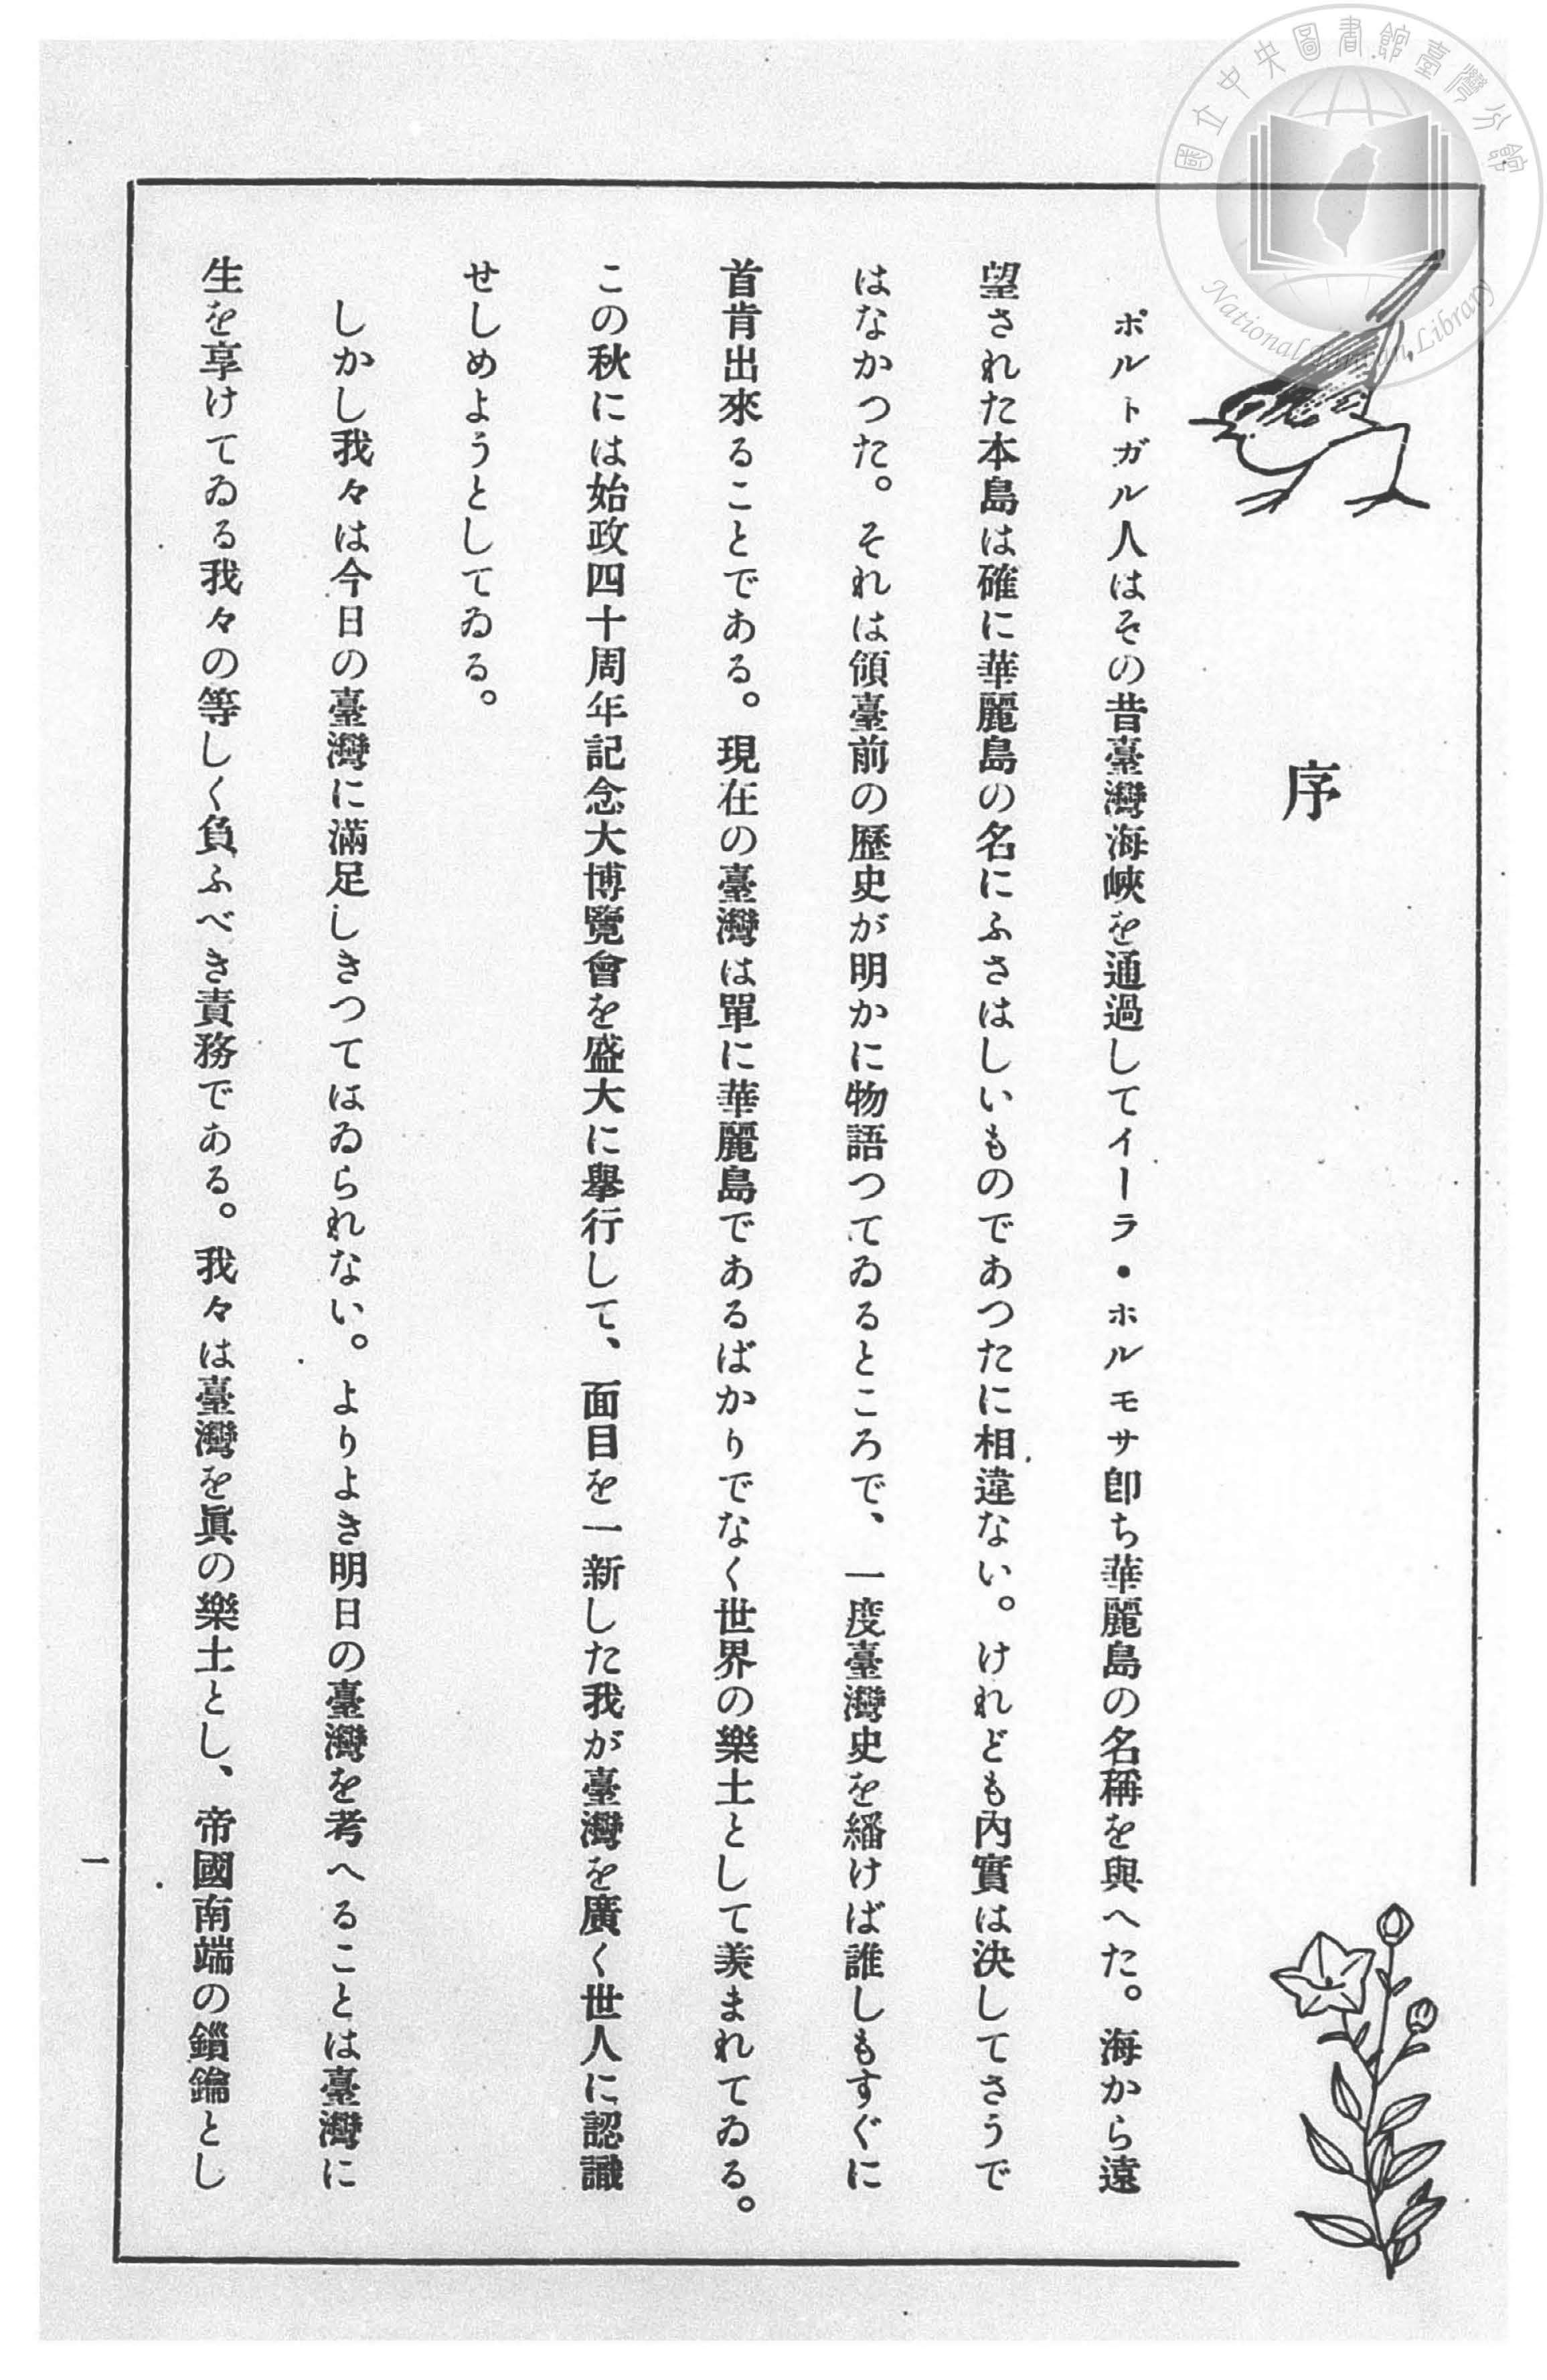 國立中央圖書館臺灣分館
National Taiwan Library
序
ポルトガル人はその昔臺灣海峽を通過してイーラ・ホルモサ卽ち華麗島の名稱を與へた。海から遠
望された本島は確に華麗島の名にふさはしいものであつたに相違ない。けれども內實は決してさうで
はなかつた。それは領臺前の歷史が明かに物語つてゐるところで、一度臺灣史を繙けば誰しもすぐに
首肯出來ることである。現在の臺灣は單に華麗島であるばかりでなく世界の樂土として羨まれてゐる。
この秋には始政四十周年記念大博覽會を盛大に擧行して、面目を一新した我が臺灣を廣く世人に認識
せしめようとしてゐる。
しかし我々は今日の臺灣に滿足しきつてはゐられない。よりよき明日の臺灣を考へることは臺灣に
生を享けてゐる我々の等しく負ふべき責務である。我々は臺灣を眞の樂土とし、帝國南端の鎻鑰とし
一